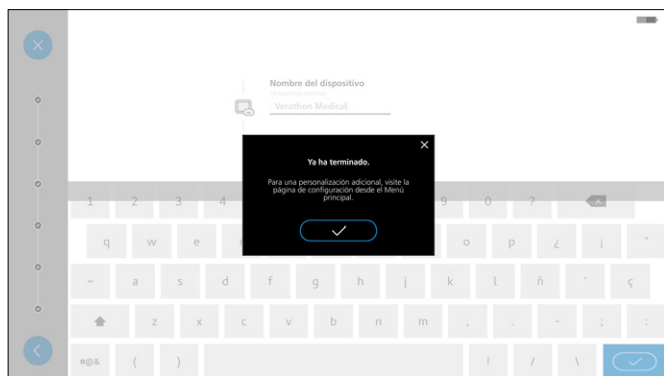 Nombre del dispositivo
Verathon Medical
Ya ha terminado.
Para una personalización adicional, visite la
página de configuración desde el Menú
principal.
1 2 3 4 9 0 ?
q w e o p ¿ ¡ "
~ a s d f g h j k l ñ ´ ç
z x c v b n m , . - ; :
#@& ( ) ! / \